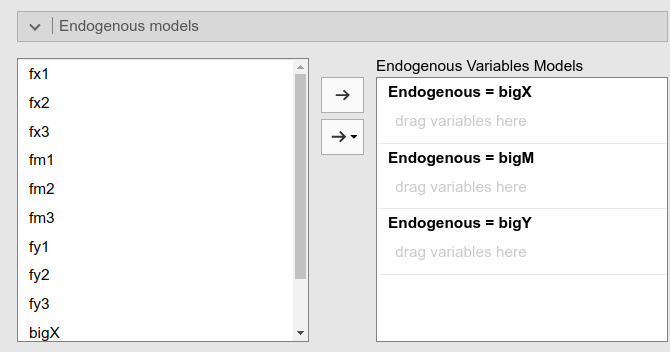 Endogenous models
fx1
fx2
fx3
fm1
fm2
fm3
fy1
fy2
fy3
bigX
Endogenous Variables Models
Endogenous = bigX
drag variables here
Endogenous = bigM
drag variables here
Endogenous = bigY
drag variables here